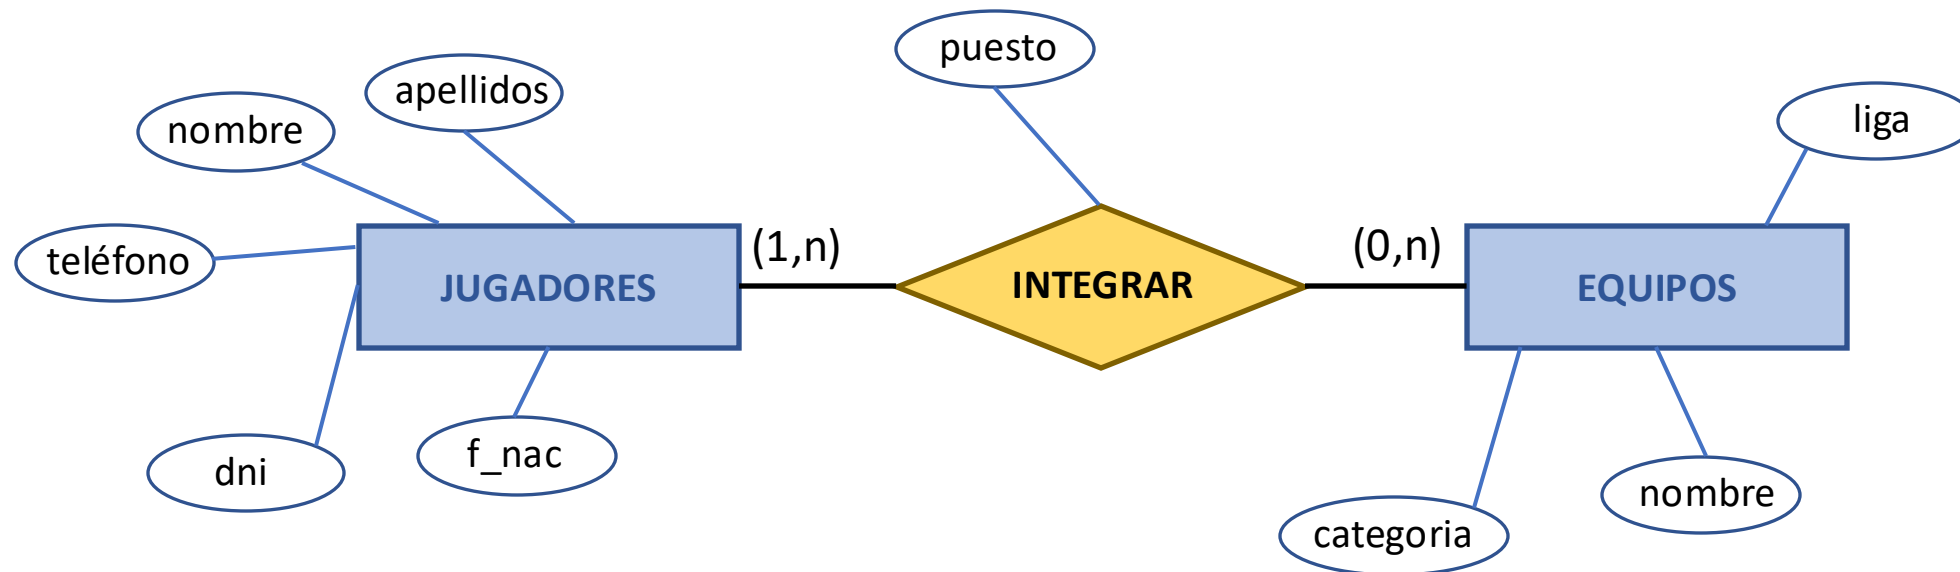 puesto
apellidos
liga
nombre
(1,n)
(0,n)
teléfono
JUGADORES
INTEGRAR
EQUIPOS
f_nac
dni
nombre
categoria